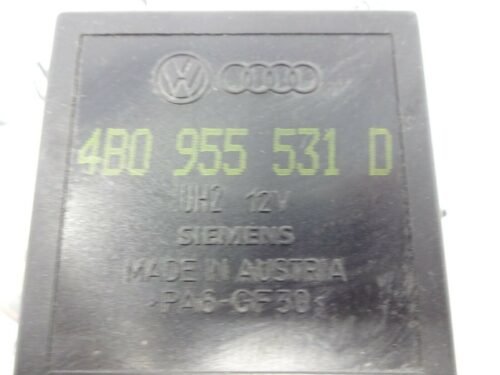 4B0 955 531 D
UH2 12V
SIEMENS
MADE IN AUSTRIA
>PA6-GF30<